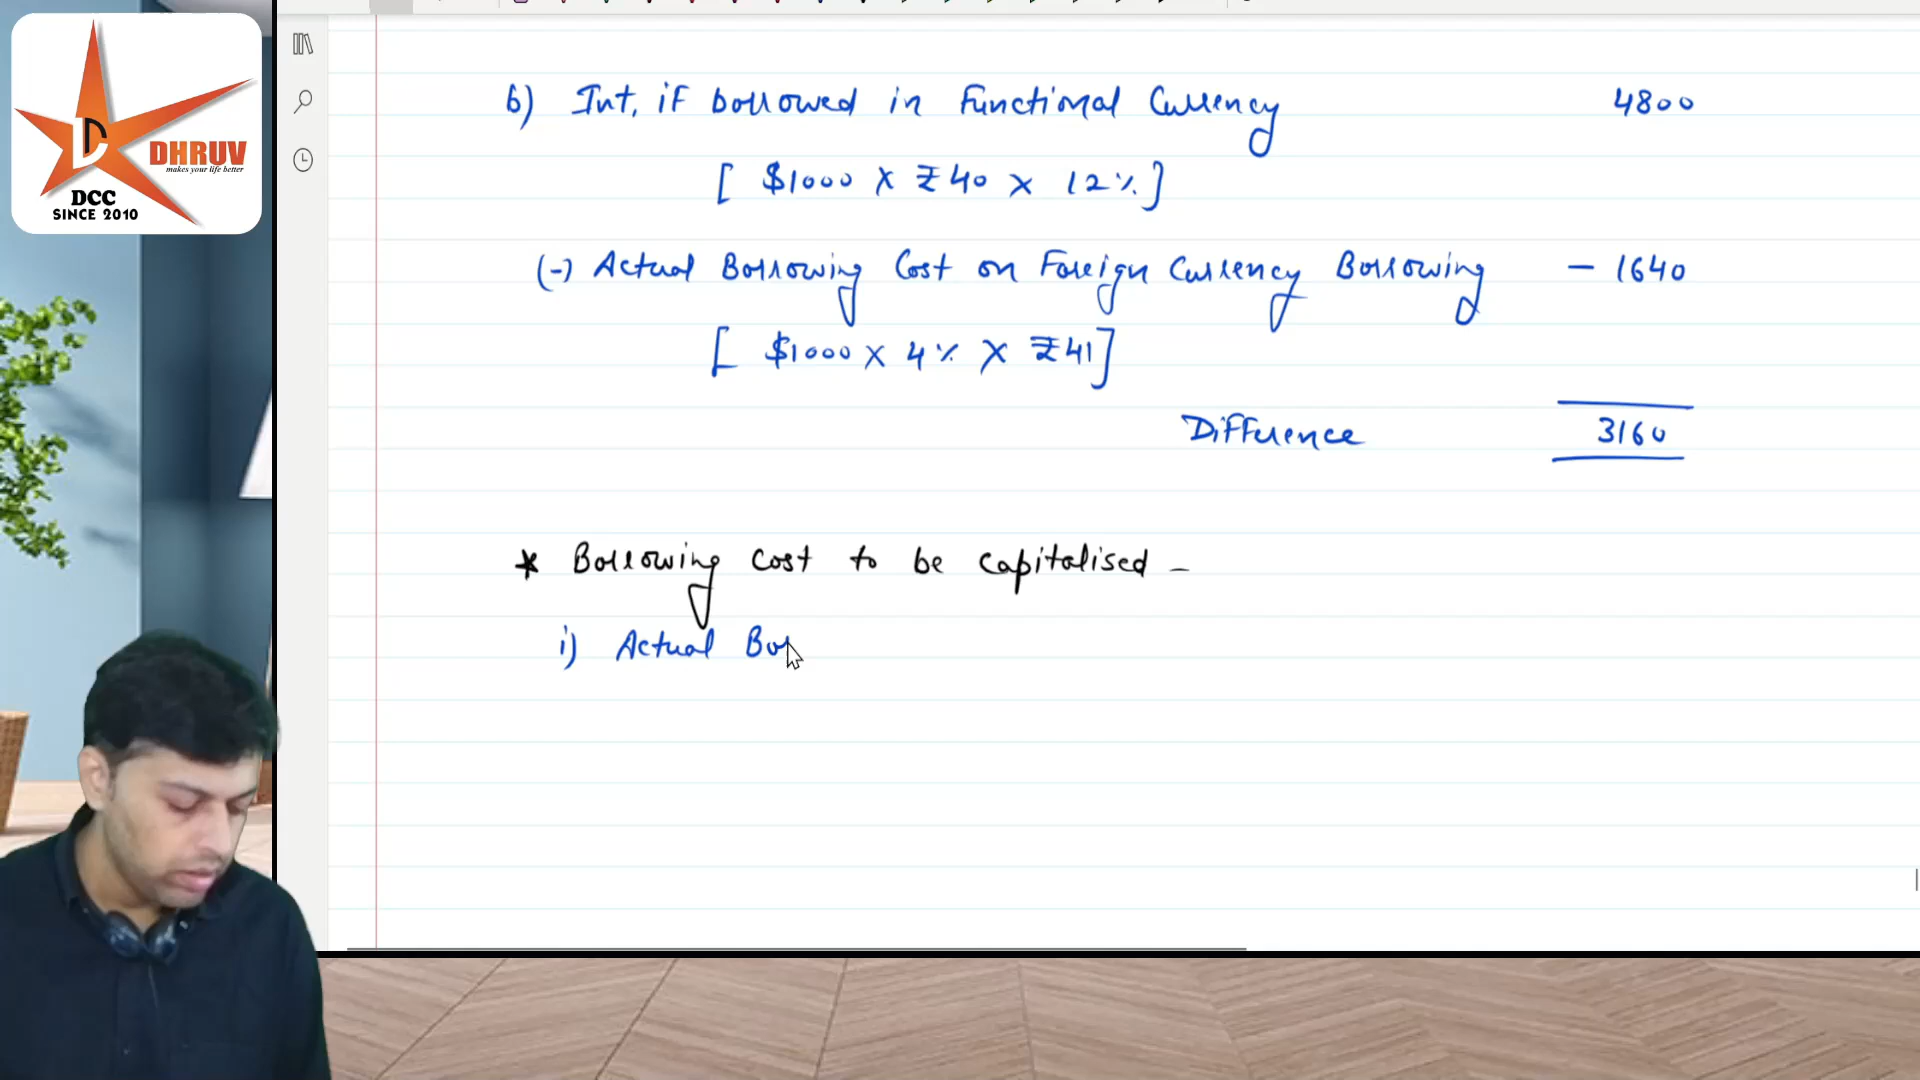 DC
DHRUV
makes your life better
DCC
SINCE 2010
b) Int, if borrowed in Functional Currency 4800
[ $1000 X ₹40 X 12% ]
(-) Actual Borrowing Cost on Foreign Currency Borrowing - 1640
[ $1000 X 4% X ₹41 ]
Difference 3160
* Borrowing Cost to be capitalised -
i) Actual Bor